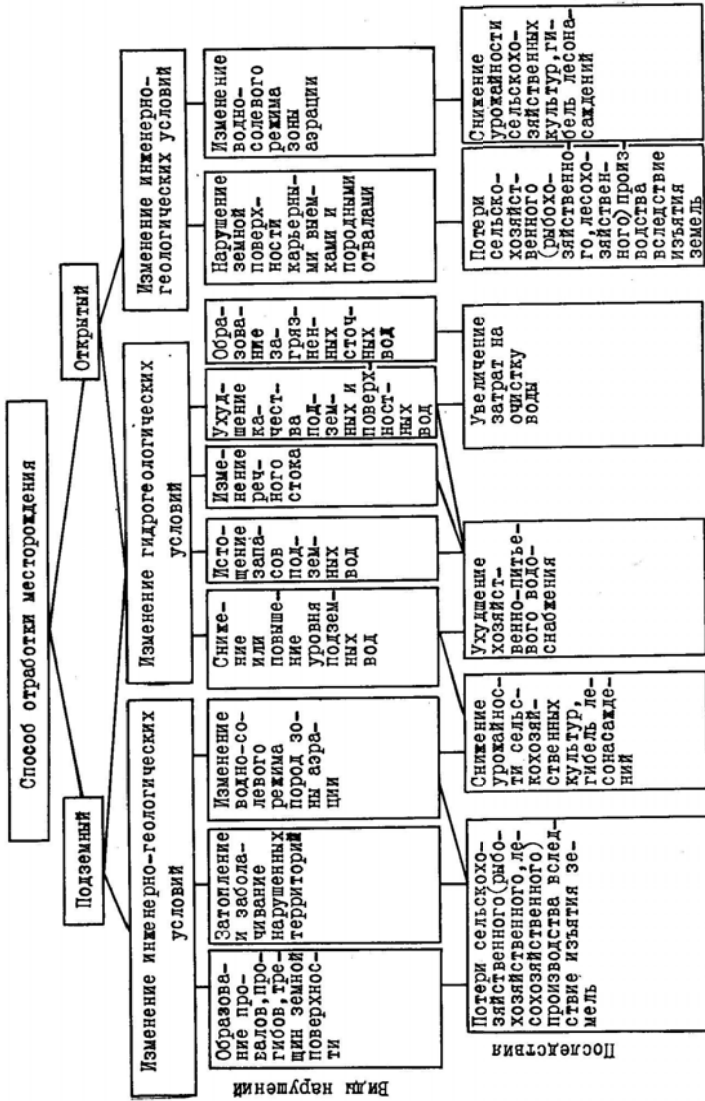 Способ отработки месторождения
Подземный
Открытый
Изменение инженерно-геологических
условий
Изменение гидрогеологических
условий
Изменение инженерно-
геологических условий
Виды нарушений
Образова-
ние про-
валов,про-
гибов,тре-
щин земной
поверхнос-
ти
Затопление
и заболa-
чивание
нарушенных
территорий
Изменение
водно-со-
левого
режима
пород зо-
ны аэра-
ции
Сниже-
ние
или
повыше-
ние
уровня
подзем-
ных
вод
Исто-
щение
запа-
сов
под-
зем-
ных
вод
Изме-
нение
реч-
ного
стока
Ухуд-
шение
ка-
чест-
ва
под-
зем-
ных и
поверх-
ност-
ных
вод
Обра-
зова-
ние
за-
гряз-
нен-
ных
сточ-
ных
вод
Нарушение
земной
поверх-
ности
карьерны-
ми выем-
ками и
породными
отвалами
Изменение
водно-
солевого
режима
зоны
аэрации
Последствия
Потери сельскохо-
зяйственного(рыбо-
хозяйственного,ле-
сохозяйственного)
производства вслед-
ствие изъятия зе-
мель
Снижение
урожайнос-
ти сельс-
кохозяй-
ственных
культур,
гибель ле-
сонасажде-
ний
Ухудшение
хозяйст-
венно-питье-
вого водо-
снабжения
Увеличение
затрат на
очистку
воды
Потери
сельско-
хозяйст-
венного
(рыбохо-
зяйственно-
го,лесохо-
зяйствен-
ного)произ-
водства
вследствие
изъятия
земель
Снижение
урожайности
сельскохо-
зяйственных
культур,ги-
бель лесона-
саждений